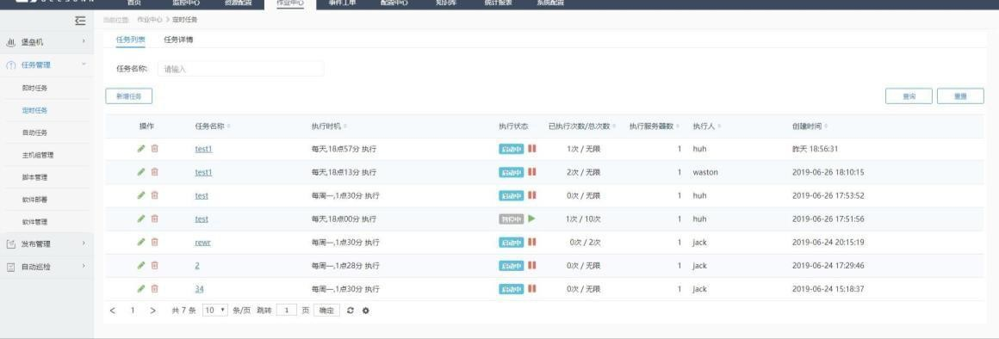 首页 监控中心 资源配置 作业中心 事件工单 配置中心 知识库 统计报表 系统配置
当前位置: 作业中心 > 定时任务
堡垒机
任务管理
即时任务
定时任务
自动任务
主机组管理
脚本管理
软件部署
软件管理
发布管理
自动巡检
任务列表 任务详情
任务名称: 请输入
新增任务 查询 重置
操作 任务名称 执行时机 执行状态 已执行次数/总次数 执行服务器数 执行人 创建时间
test1 每天,18点57分 执行 启动中 1次 / 无限 1 huh 昨天 18:56:31
test1 每天,18点13分 执行 启动中 2次 / 无限 1 waston 2019-06-26 18:10:15
test 每周一,1点30分 执行 启动中 0次 / 无限 1 huh 2019-06-26 17:53:52
test 每天,18点00分 执行 暂停中 1次 / 10次 1 huh 2019-06-26 17:51:56
rewr 每周一,1点30分 执行 启动中 0次 / 2次 1 jack 2019-06-24 20:15:19
2 每周一,1点28分 执行 启动中 0次 / 无限 1 jack 2019-06-24 17:29:46
34 每周一,1点30分 执行 启动中 0次 / 无限 1 jack 2019-06-24 15:18:37
< 1 > 共 7 条 10 条/页 跳转 1 页 确定